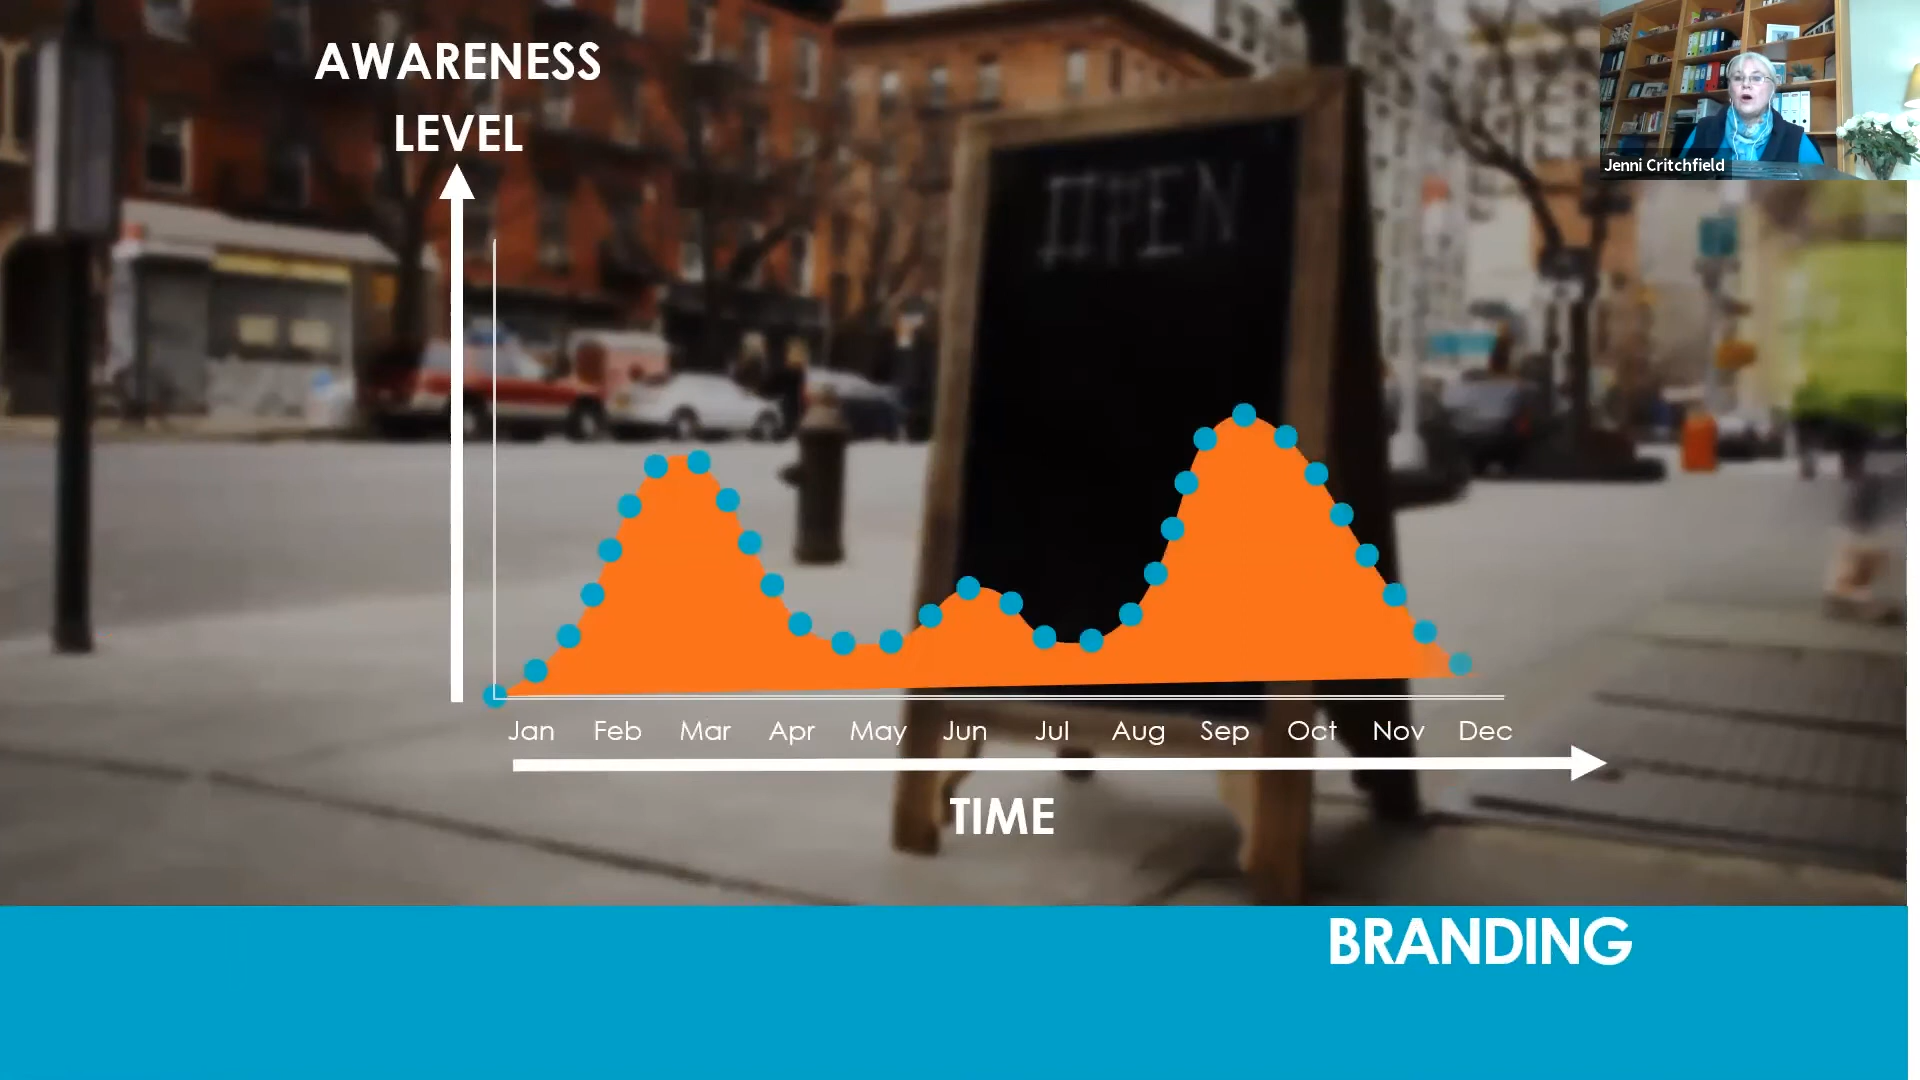 AWARENESS
LEVEL
OPEN
Jenni Critchfield
Jan Feb Mar Apr May Jun Jul Aug Sep Oct Nov Dec
TIME
BRANDING